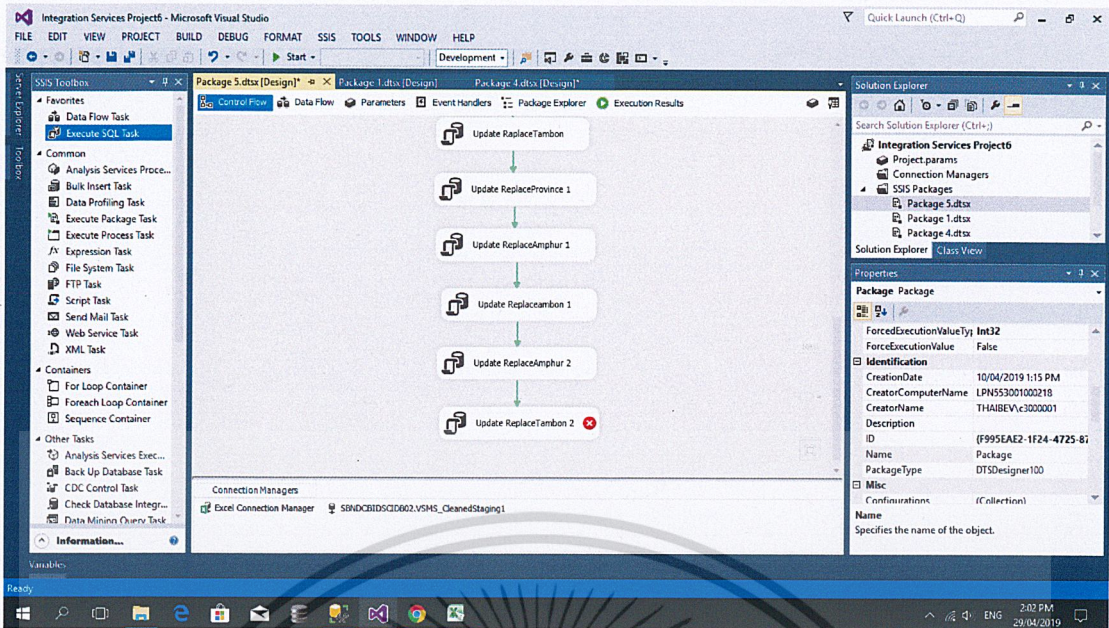 Integration Services Project6 - Microsoft Visual Studio
Quick Launch (Ctrl+Q)
FILE EDIT VIEW PROJECT BUILD DEBUG FORMAT SSIS TOOLS WINDOW HELP
Start
Development
Server Explorer
Toolbox
SSIS Toolbox
Favorites
Data Flow Task
Execute SQL Task
Common
Analysis Services Proce...
Bulk Insert Task
Data Profiling Task
Execute Package Task
Execute Process Task
Expression Task
File System Task
FTP Task
Script Task
Send Mail Task
Web Service Task
XML Task
Containers
For Loop Container
Foreach Loop Container
Sequence Container
Other Tasks
Analysis Services Exec...
Back Up Database Task
CDC Control Task
Check Database Integr...
Data Mining Query Task
Information...
Package 5.dtsx [Design]* Package 1.dtsx [Design] Package 4.dtsx [Design]*
Control Flow Data Flow Parameters Event Handlers Package Explorer Execution Results
Update RaplaceTambon
Update ReplaceProvince 1
Update ReplaceAmphur 1
Update Replaceambon 1
Update ReplaceAmphur 2
Update ReplaceTambon 2
Connection Managers
Excel Connection Manager SBNDCBIDSCIDB02.VSMS_CleanedStaging1
Solution Explorer
Search Solution Explorer (Ctrl+;)
Integration Services Project6
Project.params
Connection Managers
SSIS Packages
Package 5.dtsx
Package 1.dtsx
Package 4.dtsx
Solution Explorer Class View
Properties
Package Package
ForcedExecutionValueTy Int32
ForceExecutionValue False
Identification
CreationDate 10/04/2019 1:15 PM
CreatorComputerName LPN553001000218
CreatorName THAIBEV\c3000001
Description
ID {F995EAE2-1F24-4725-87
Name Package
PackageType DTSDesigner100
Misc
Configurations (Collection)
Name
Specifies the name of the object.
Variables
Ready
ENG
2:02 PM
29/04/2019